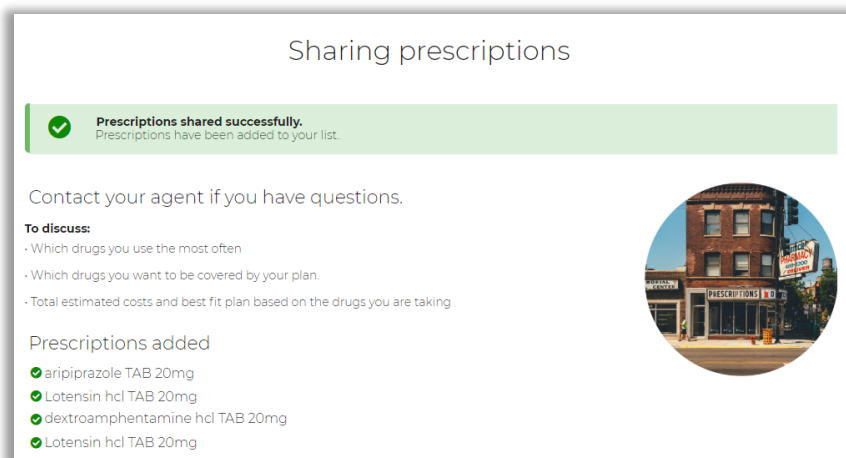 Sharing prescriptions
Prescriptions shared successfully.
Prescriptions have been added to your list.
Contact your agent if you have questions.
To discuss:
• Which drugs you use the most often
• Which drugs you want to be covered by your plan.
• Total estimated costs and best fit plan based on the drugs you are taking
PHARMACY
PRESCRIPTIONS
Prescriptions added
aripiprazole TAB 20mg
Lotensin hcl TAB 20mg
dextroamphentamine hcl TAB 20mg
Lotensin hcl TAB 20mg